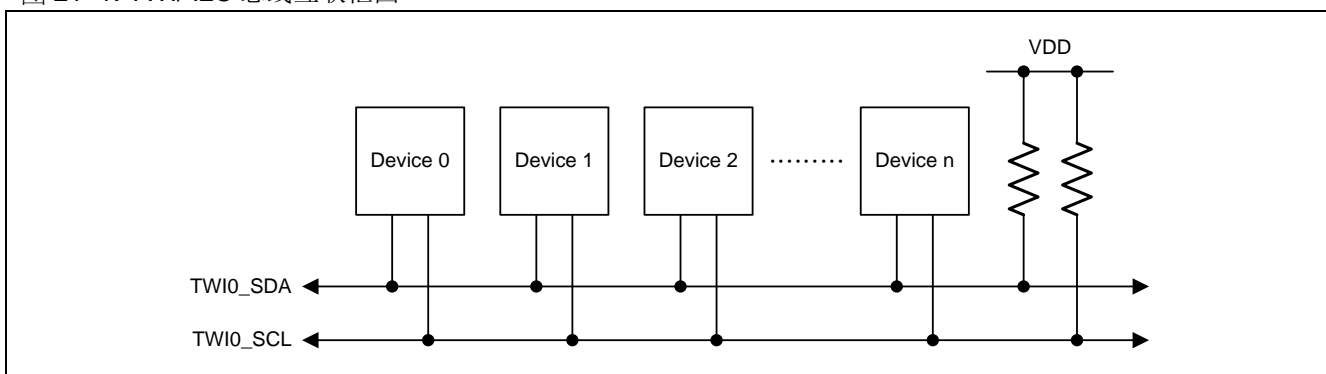 VDD
Device 0
Device 1
Device 2
.........
Device n
TWI0_SDA
TWI0_SCL